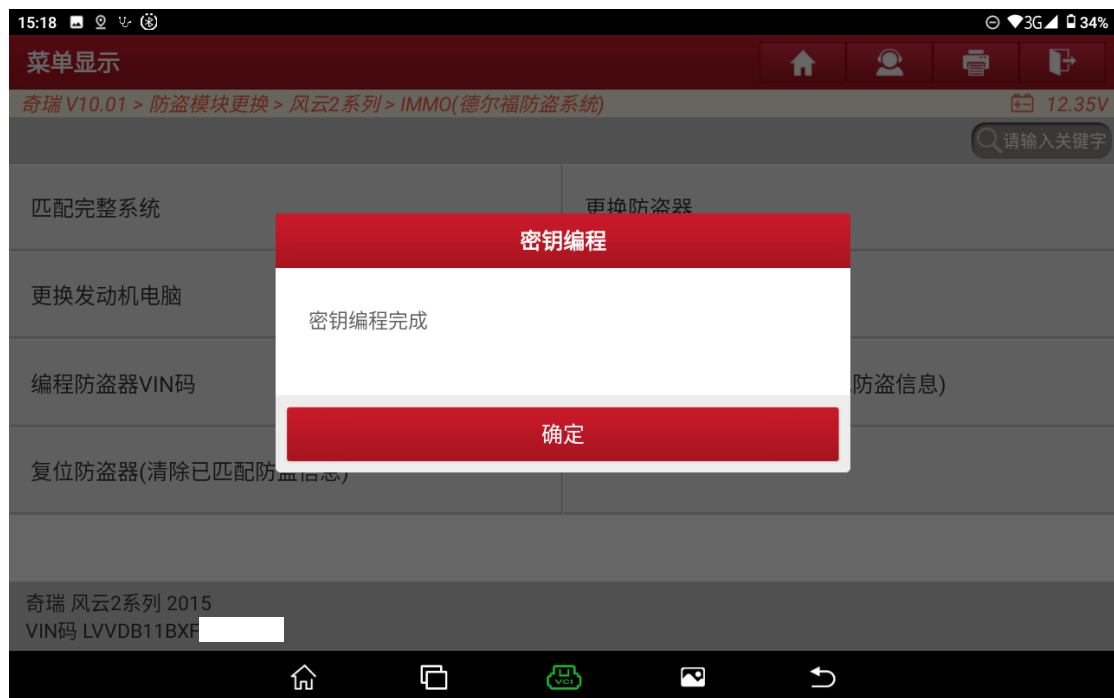 15:18
3G 34%
菜单显示
奇瑞 V10.01 > 防盗模块更换 > 风云2系列 > IMMO(德尔福防盗系统)
12.35V
请输入关键字
匹配完整系统
更换防盗器
密钥编程
更换发动机电脑
密钥编程完成
编程防盗器VIN码
防盗信息)
确定
复位防盗器(清除已匹配防盗信息)
奇瑞 风云2系列 2015
VIN码 LVVDB11BXF
VCI